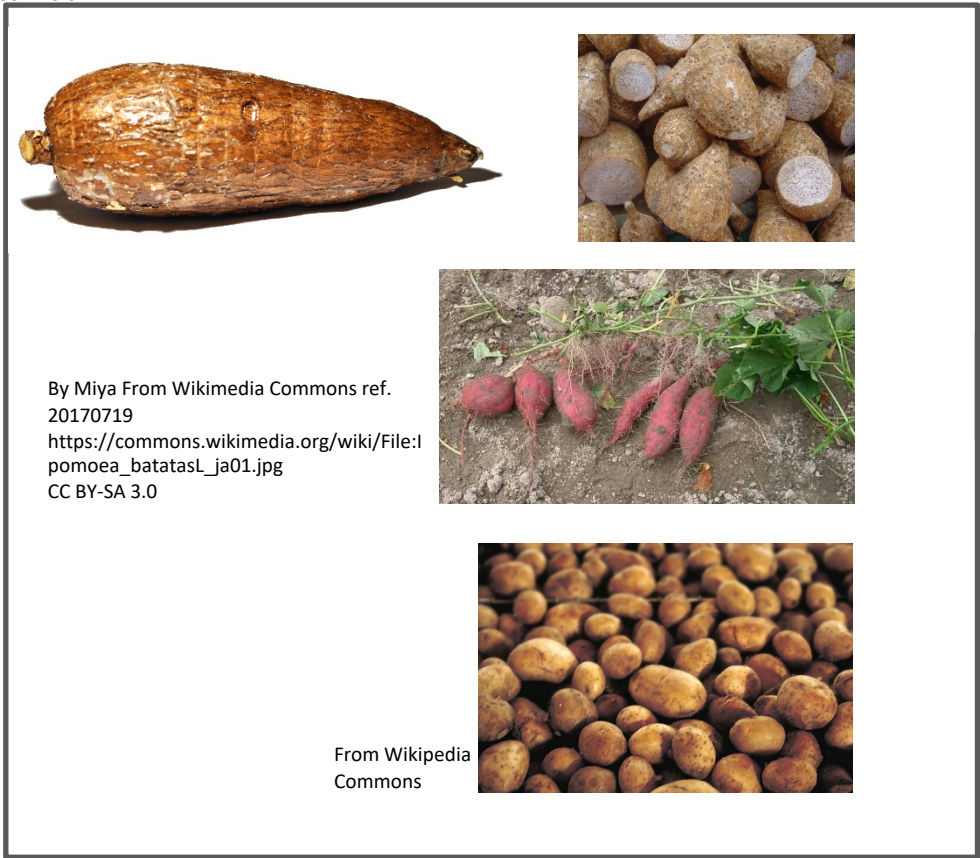 By Miya From Wikimedia Commons ref.
20170719
https://commons.wikimedia.org/wiki/File:I
pomoea_batatasL_ja01.jpg
CC BY-SA 3.0
From Wikipedia
Commons